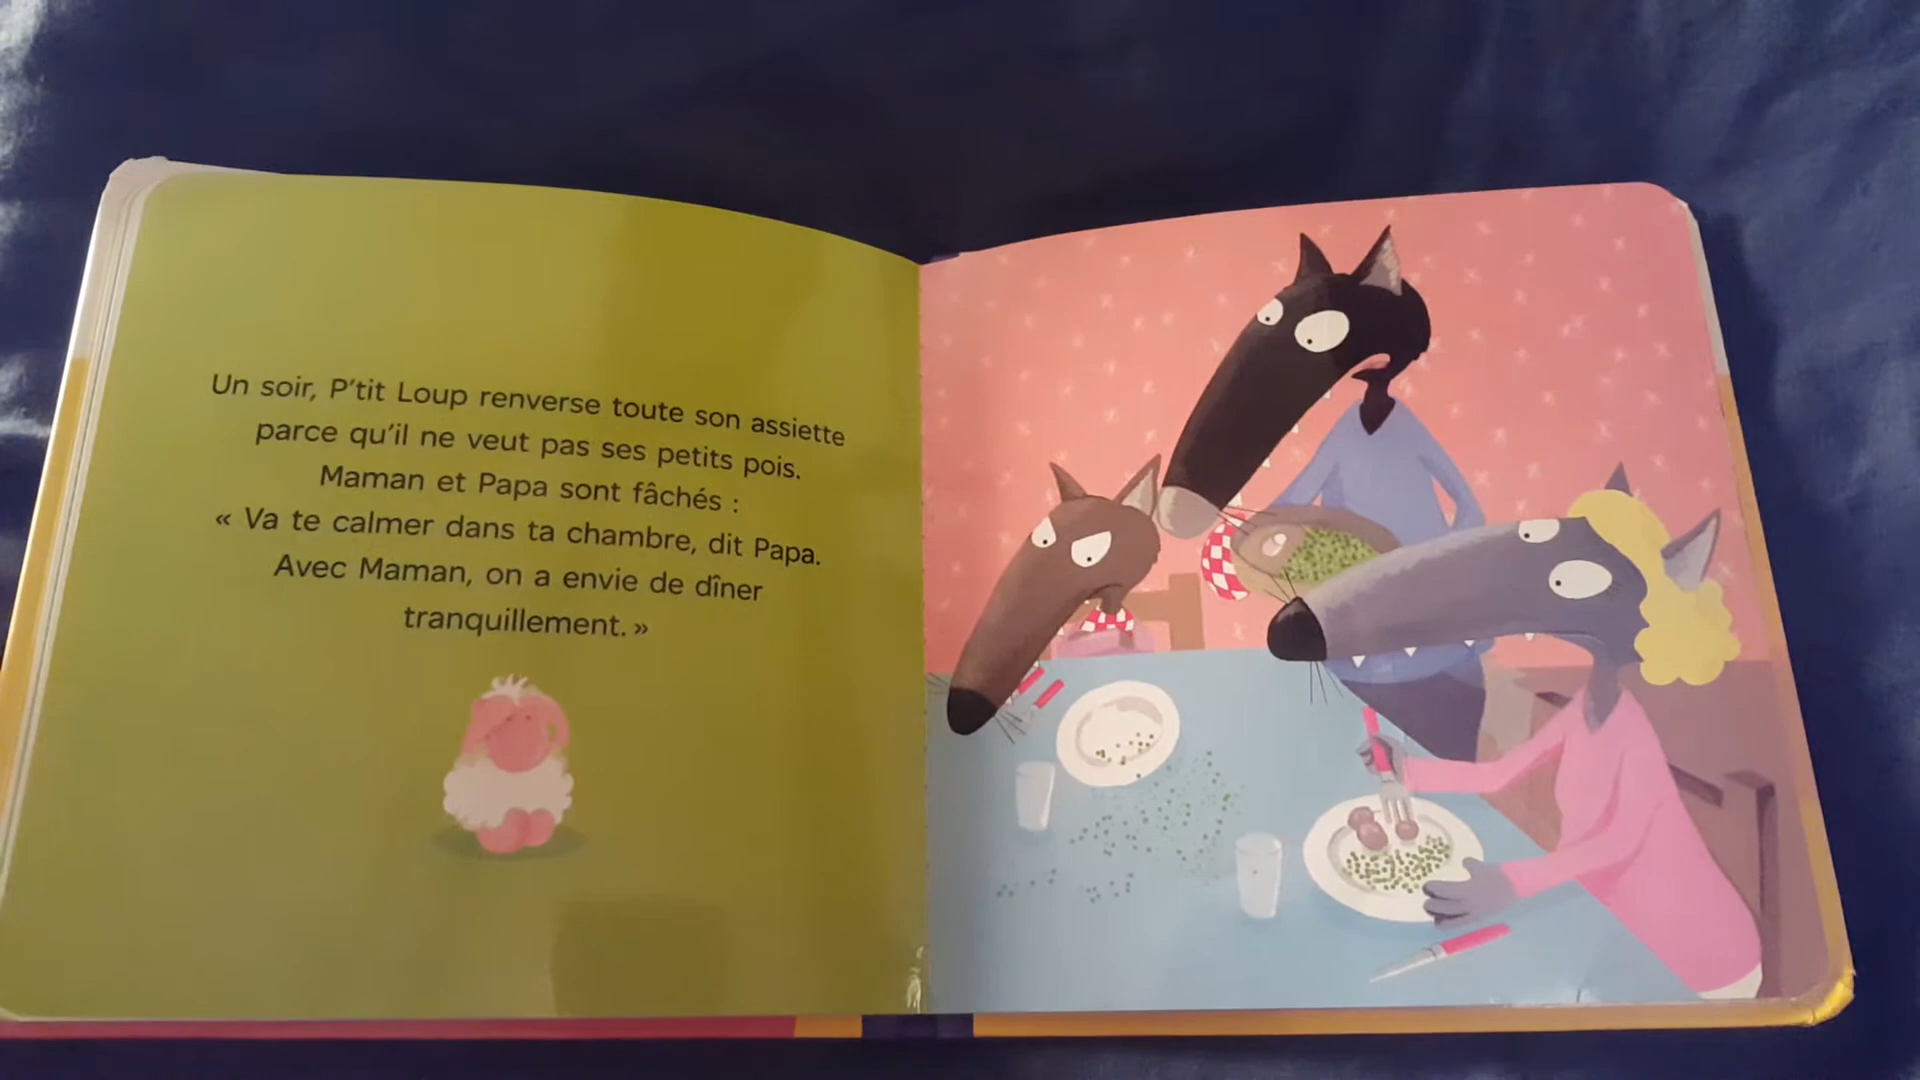 Un soir, P'tit Loup renverse toute son assiette
parce qu'il ne veut pas ses petits pois.
Maman et Papa sont fâchés :
« Va te calmer dans ta chambre, dit Papa.
Avec Maman, on a envie de dîner
tranquillement. »